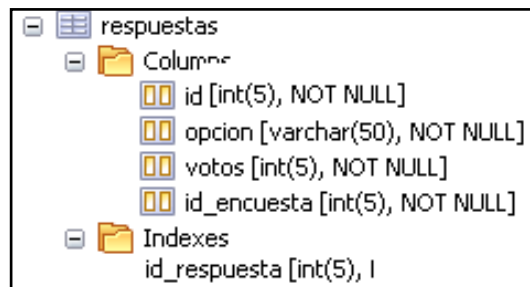 respuestas
id [int(5), NOT NULL]
opcion [varchar(50), NOT NULL]
votos [int(5), NOT NULL]
id_encuesta [int(5), NOT NULL]
Indexes
id_respuesta [int(5),